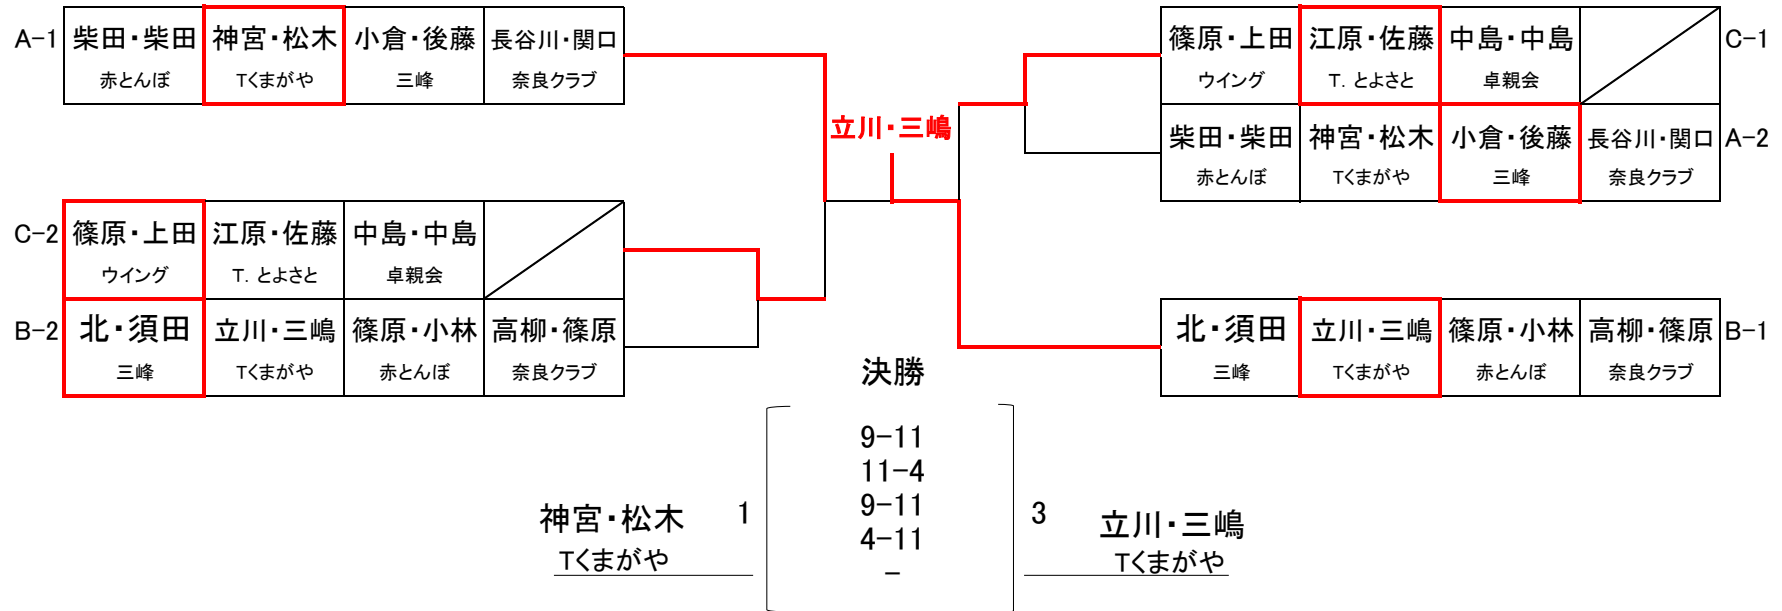 A-1 柴田・柴田 神宮・松木 小倉・後藤 長谷川・関口
赤とんぼ Tくまがや 三峰 奈良クラブ
篠原・上田 江原・佐藤 中島・中島 C-1
ウイング T. とよさと 卓親会
立川・三嶋
柴田・柴田 神宮・松木 小倉・後藤 長谷川・関口 A-2
赤とんぼ Tくまがや 三峰 奈良クラブ
C-2 篠原・上田 江原・佐藤 中島・中島
ウイング T. とよさと 卓親会
B-2 北・須田 立川・三嶋 篠原・小林 高柳・篠原
三峰 Tくまがや 赤とんぼ 奈良クラブ
北・須田 立川・三嶋 篠原・小林 高柳・篠原 B-1
三峰 Tくまがや 赤とんぼ 奈良クラブ
決勝
9-11
11-4
9-11
4-11
-
神宮・松木 1
Tくまがや
3 立川・三嶋
Tくまがや